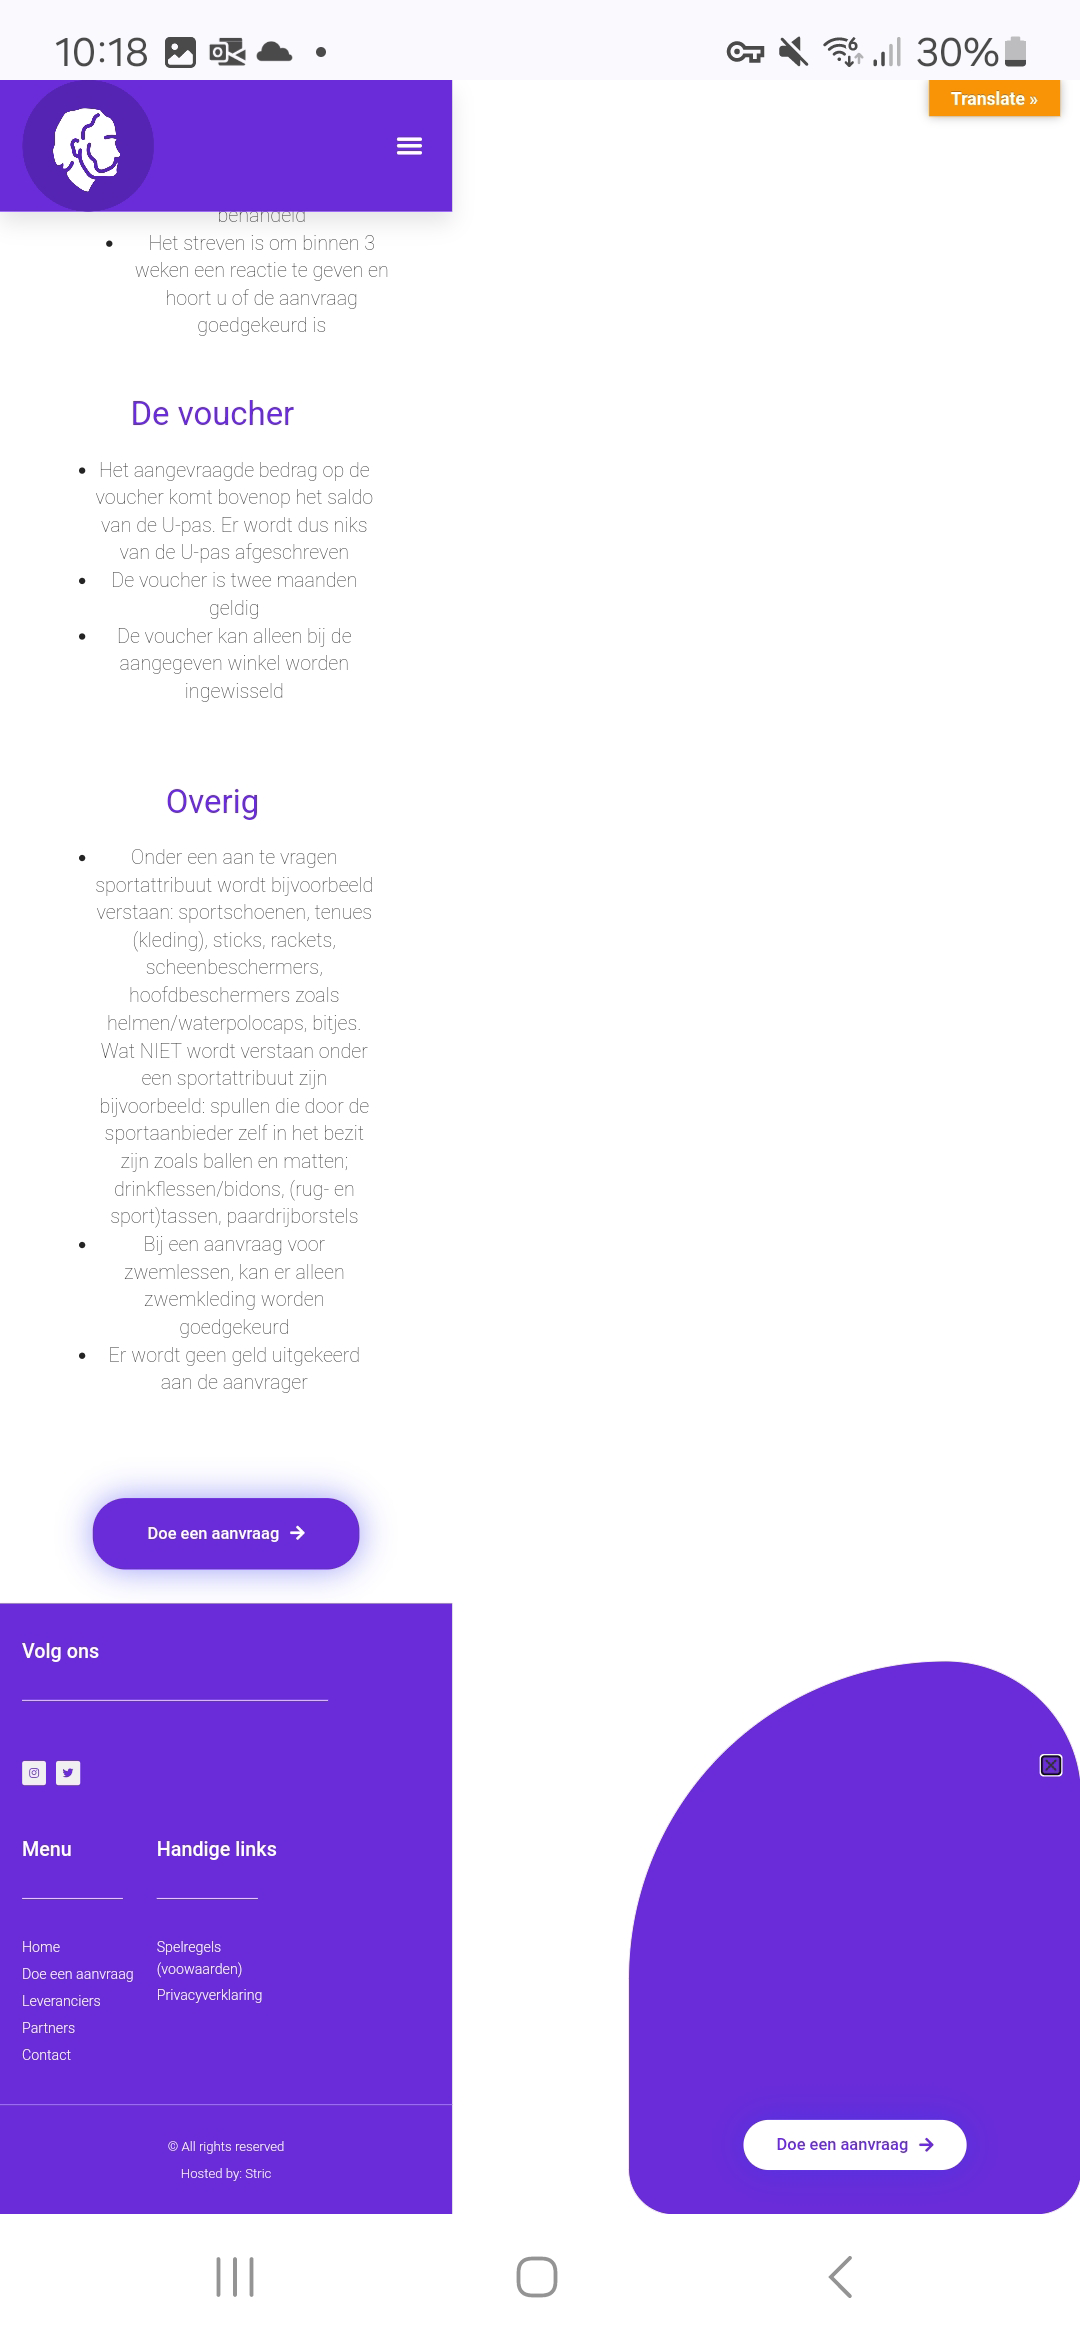 10:18
30%
Translate »
behandeld
• Het streven is om binnen 3
weken een reactie te geven en
hoort u of de aanvraag
goedgekeurd is
De voucher
• Het aangevraagde bedrag op de
voucher komt bovenop het saldo
van de U-pas. Er wordt dus niks
van de U-pas afgeschreven
• De voucher is twee maanden
geldig
• De voucher kan alleen bij de
aangegeven winkel worden
ingewisseld
Overig
• Onder een aan te vragen
sportattribuut wordt bijvoorbeeld
verstaan: sportschoenen, tenues
(kleding), sticks, rackets,
scheenbeschermers,
hoofdbeschermers zoals
helmen/waterpolocaps, bitjes.
Wat NIET wordt verstaan onder
een sportattribuut zijn
bijvoorbeeld: spullen die door de
sportaanbieder zelf in het bezit
zijn zoals ballen en matten;
drinkflessen/bidons, (rug- en
sport)tassen, paardrijborstels
• Bij een aanvraag voor
zwemlessen, kan er alleen
zwemkleding worden
goedgekeurd
• Er wordt geen geld uitgekeerd
aan de aanvrager
Doe een aanvraag
Volg ons
Menu
Home
Doe een aanvraag
Leveranciers
Partners
Contact
Handige links
Spelregels
(voowaarden)
Privacyverklaring
© All rights reserved
Hosted by: Stric
Doe een aanvraag